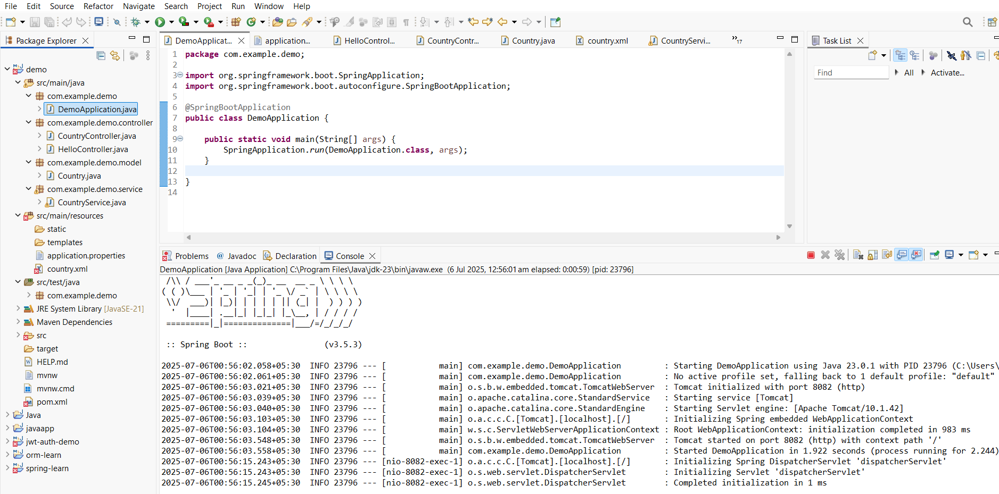 File Edit Source Refactor Navigate Search Project Run Window Help
Package Explorer
demo
src/main/java
com.example.demo
DemoApplication.java
com.example.demo.controller
CountryController.java
HelloController.java
com.example.demo.model
Country.java
com.example.demo.service
CountryService.java
src/main/resources
static
templates
application.properties
country.xml
src/test/java
com.example.demo
JRE System Library [JavaSE-21]
Maven Dependencies
src
target
HELP.md
mvnw
mvnw.cmd
pom.xml
Java
javaapp
jwt-auth-demo
orm-learn
spring-learn
DemoApplicat... application... HelloControl... CountryContr... Country.java country.xml CountryServi... »17
1 package com.example.demo;
2
3 import org.springframework.boot.SpringApplication;
4 import org.springframework.boot.autoconfigure.SpringBootApplication;
5
6 @SpringBootApplication
7 public class DemoApplication {
8
9     public static void main(String[] args) {
10         SpringApplication.run(DemoApplication.class, args);
11     }
12
13 }
14
Task List
Find All Activate...
Problems @ Javadoc Declaration Console
DemoApplication [Java Application] C:\Program Files\Java\jdk-23\bin\javaw.exe (6 Jul 2025, 12:56:01 am elapsed: 0:00:59) [pid: 23796]
 /\\ / ___'_ __ _ _(_)_ __  __ _ \ \ \ \
( ( )\___ | '_ | '_| | '_ \/ _` | \ \ \ \
 \\/  ___)| |_)| | | | | || (_| |  ) ) ) )
  '  |____| .__|_| |_|_| |_\__, | / / / /
 =========|_|==============|___/=/_/_/_/
:: Spring Boot ::                (v3.5.3)
2025-07-06T00:56:02.058+05:30  INFO 23796 --- [           main] com.example.demo.DemoApplication         : Starting DemoApplication using Java 23.0.1 with PID 23796 (C:\Users\
2025-07-06T00:56:02.061+05:30  INFO 23796 --- [           main] com.example.demo.DemoApplication         : No active profile set, falling back to 1 default profile: "default"
2025-07-06T00:56:03.021+05:30  INFO 23796 --- [           main] o.s.b.w.embedded.tomcat.TomcatWebServer  : Tomcat initialized with port 8082 (http)
2025-07-06T00:56:03.039+05:30  INFO 23796 --- [           main] o.apache.catalina.core.StandardService   : Starting service [Tomcat]
2025-07-06T00:56:03.040+05:30  INFO 23796 --- [           main] o.apache.catalina.core.StandardEngine    : Starting Servlet engine: [Apache Tomcat/10.1.42]
2025-07-06T00:56:03.103+05:30  INFO 23796 --- [           main] o.a.c.c.C.[Tomcat].[localhost].[/]       : Initializing Spring embedded WebApplicationContext
2025-07-06T00:56:03.104+05:30  INFO 23796 --- [           main] w.s.c.ServletWebServerApplicationContext : Root WebApplicationContext: initialization completed in 983 ms
2025-07-06T00:56:03.548+05:30  INFO 23796 --- [           main] o.s.b.w.embedded.tomcat.TomcatWebServer  : Tomcat started on port 8082 (http) with context path '/'
2025-07-06T00:56:03.558+05:30  INFO 23796 --- [           main] com.example.demo.DemoApplication         : Started DemoApplication in 1.922 seconds (process running for 2.244)
2025-07-06T00:56:15.243+05:30  INFO 23796 --- [nio-8082-exec-1] o.a.c.c.C.[Tomcat].[localhost].[/]       : Initializing Spring DispatcherServlet 'dispatcherServlet'
2025-07-06T00:56:15.243+05:30  INFO 23796 --- [nio-8082-exec-1] o.s.web.servlet.DispatcherServlet        : Initializing Servlet 'dispatcherServlet'
2025-07-06T00:56:15.245+05:30  INFO 23796 --- [nio-8082-exec-1] o.s.web.servlet.DispatcherServlet        : Completed initialization in 1 ms